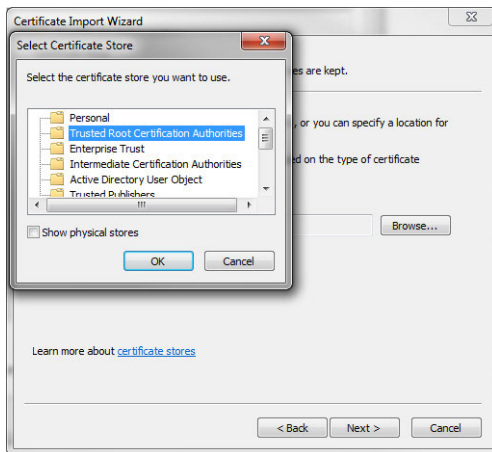 Certificate Import Wizard
Select Certificate Store
Select the certificate store you want to use.
Personal
Trusted Root Certification Authorities
Enterprise Trust
Intermediate Certification Authorities
Active Directory User Object
Trusted Publishers
Show physical stores
OK Cancel
es are kept.
, or you can specify a location for
ed on the type of certificate
Browse...
Learn more about certificate stores
< Back Next > Cancel